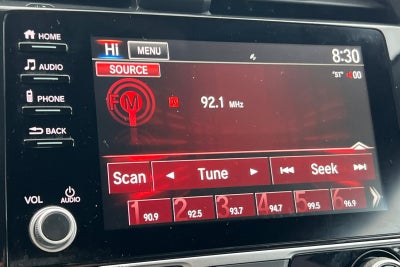 HOME
AUDIO
PHONE
BACK
VOL
AUDIO
Hi MENU 8:30
SOURCE
"ST" 00
FM
92.1 MHz
Scan Tune Seek
1 90.9 2 92.5 3 93.7 4 94.7 5 99.5 6 96.9